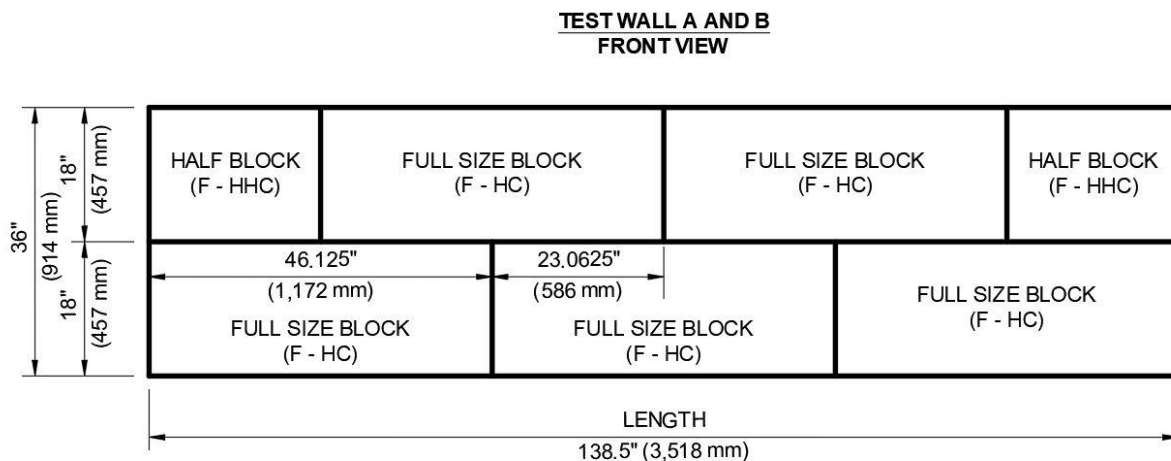 TEST WALL A AND B
FRONT VIEW
HALF BLOCK
(F - HHC)
FULL SIZE BLOCK
(F - HC)
FULL SIZE BLOCK
(F - HC)
HALF BLOCK
(F - HHC)
36"
(914 mm)
18"
(457 mm)
18"
(457 mm)
46.125"
(1,172 mm)
23.0625"
(586 mm)
FULL SIZE BLOCK
(F - HC)
FULL SIZE BLOCK
(F - HC)
FULL SIZE BLOCK
(F - HC)
LENGTH
138.5" (3,518 mm)